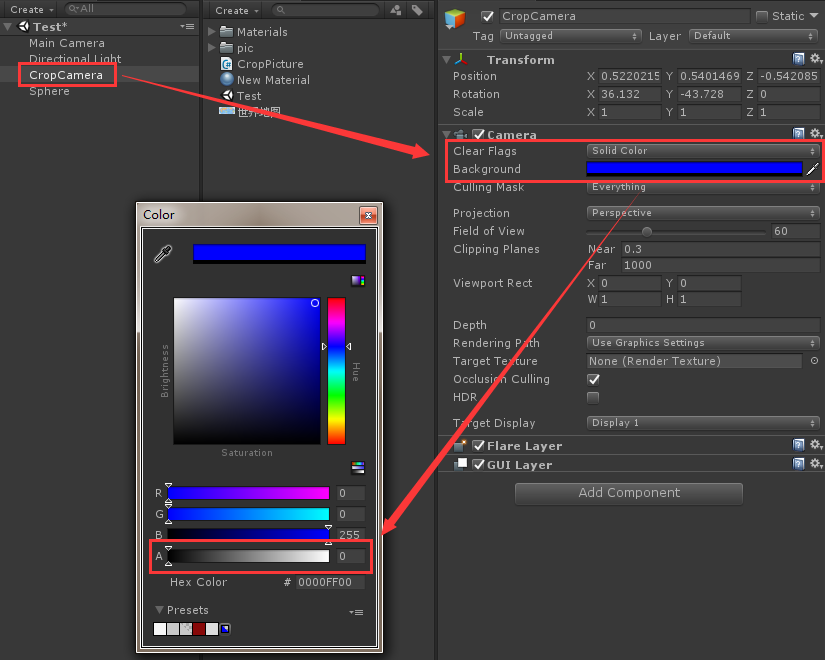 Create
All
Test*
Main Camera
Directional Light
CropCamera
Sphere
Create
Materials
pic
CropPicture
New Material
Test
世界地图
CropCamera
Static
Tag Untagged Layer Default
Transform
Position X 0.5220215 Y 0.5401469 Z -0.542085
Rotation X 36.132 Y -43.728 Z 0
Scale X 1 Y 1 Z 1
Camera
Clear Flags Solid Color
Background
Culling Mask Everything
Projection Perspective
Field of View 60
Clipping Planes Near 0.3
Far 1000
Viewport Rect X 0 Y 0
W 1 H 1
Depth 0
Rendering Path Use Graphics Settings
Target Texture None (Render Texture)
Occlusion Culling
HDR
Target Display Display 1
Flare Layer
GUI Layer
Add Component
Color
Brightness
Hue
Saturation
R 0
G 0
B 255
A 0
Hex Color # 0000FF00
Presets